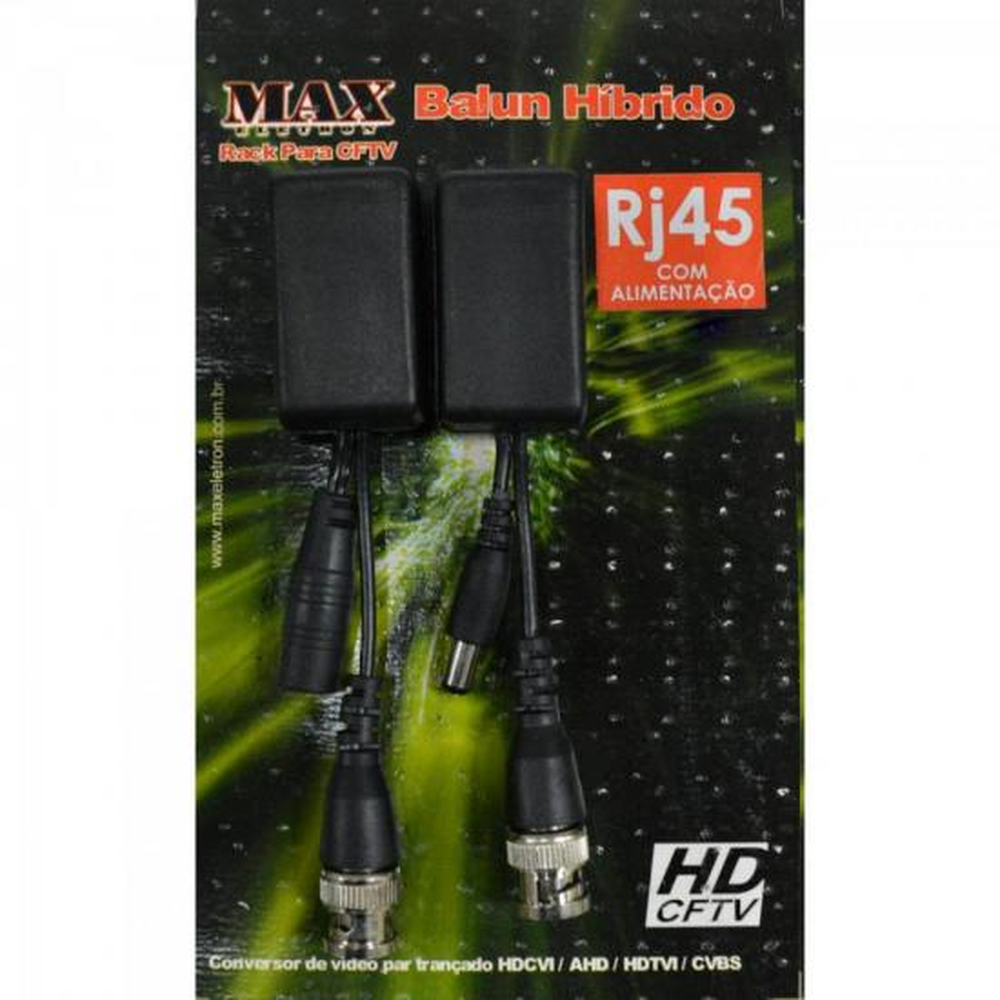 MAX Balun Híbrido
ELETRON
Rack Para CFTV
Rj45
COM
ALIMENTAÇÃO
www.maxeletron.com.br
HD
CFTV
Conversor de vídeo par trançado HDCVI / AHD / HDTVI / CVBS